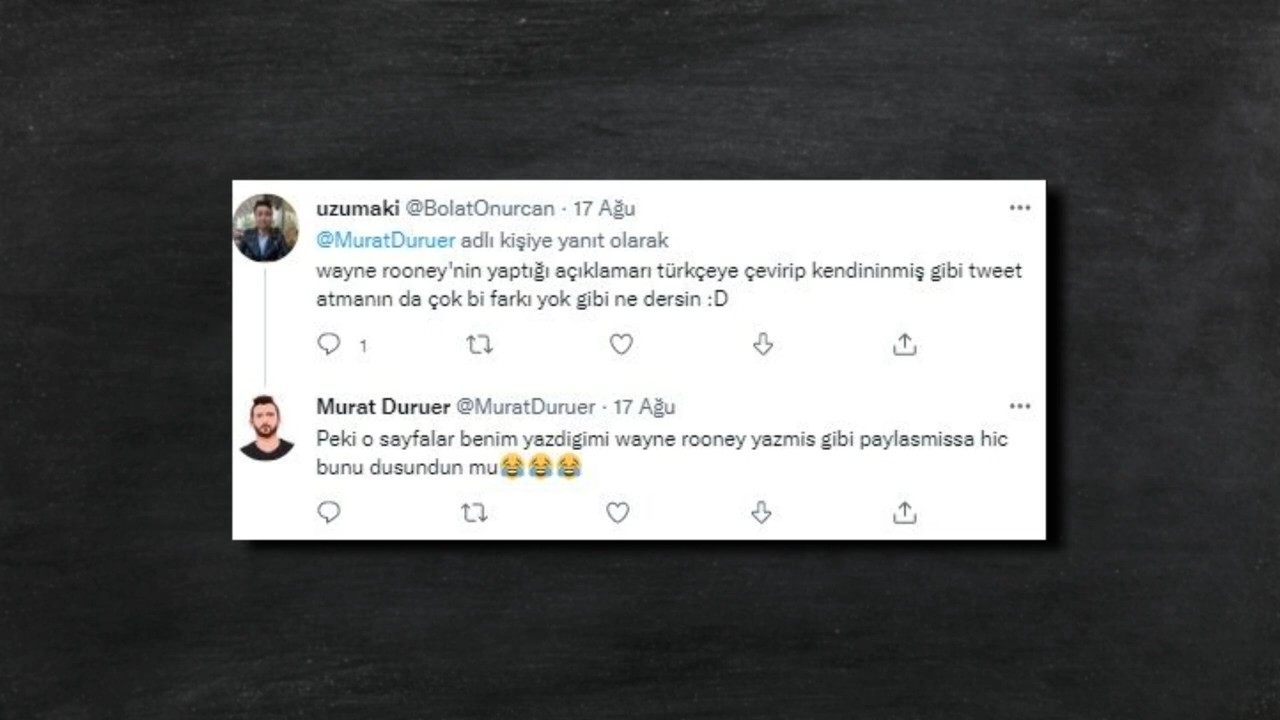 uzumaki @BolatOnurcan · 17 Ağu
@MuratDuruer adlı kişiye yanıt olarak
wayne rooney'nin yaptığı açıklamarı türkçeye çevirip kendininmiş gibi tweet
atmanın da çok bi farkı yok gibi ne dersin :D
1
Murat Duruer @MuratDuruer · 17 Ağu
Peki o sayfalar benim yazdigimi wayne rooney yazmis gibi paylasmissa hic
bunu dusundun mu😂😂😂